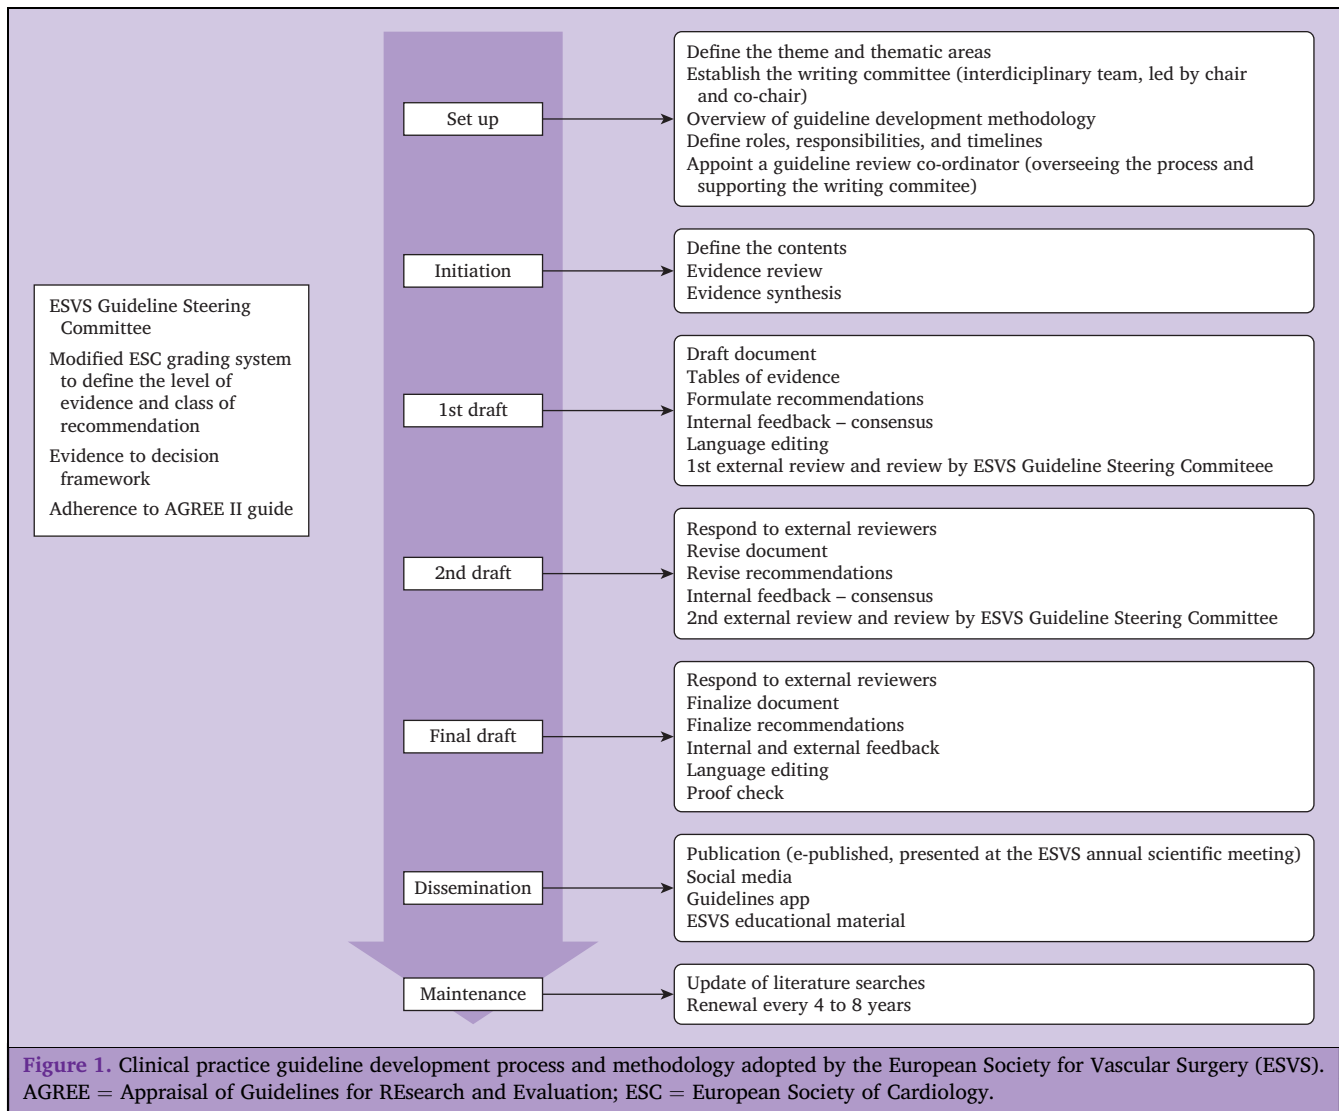 Set up
Define the theme and thematic areas
Establish the writing committee (interdiciplinary team, led by chair
and co-chair)
Overview of guideline development methodology
Define roles, responsibilities, and timelines
Appoint a guideline review co-ordinator (overseeing the process and
supporting the writing commitee)
Initiation
Define the contents
Evidence review
Evidence synthesis
ESVS Guideline Steering
Committee
Modified ESC grading system
to define the level of
evidence and class of
recommendation
Evidence to decision
framework
Adherence to AGREE II guide
1st draft
Draft document
Tables of evidence
Formulate recommendations
Internal feedback – consensus
Language editing
1st external review and review by ESVS Guideline Steering Commiteee
2nd draft
Respond to external reviewers
Revise document
Revise recommendations
Internal feedback – consensus
2nd external review and review by ESVS Guideline Steering Committee
Final draft
Respond to external reviewers
Finalize document
Finalize recommendations
Internal and external feedback
Language editing
Proof check
Dissemination
Publication (e-published, presented at the ESVS annual scientific meeting)
Social media
Guidelines app
ESVS educational material
Maintenance
Update of literature searches
Renewal every 4 to 8 years
Figure 1. Clinical practice guideline development process and methodology adopted by the European Society for Vascular Surgery (ESVS).
AGREE = Appraisal of Guidelines for REsearch and Evaluation; ESC = European Society of Cardiology.